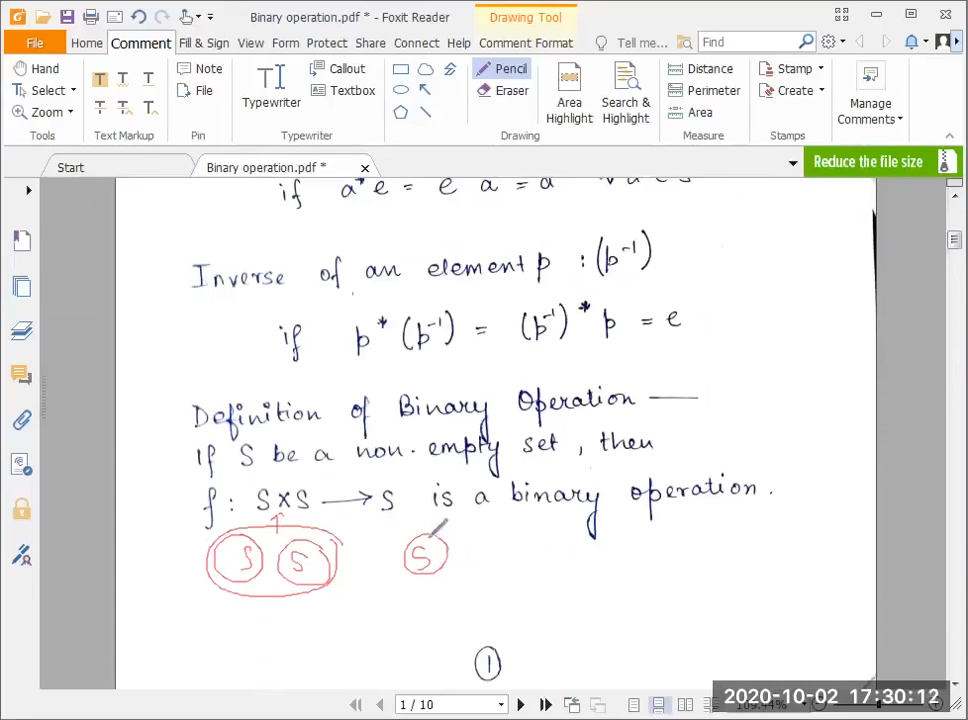 Binary operation.pdf * - Foxit Reader
Drawing Tool
File Home Comment Fill & Sign View Form Protect Share Connect Help Comment Format Tell me... Find
Hand
Select
Zoom
Tools
Text Markup
Note
File
Pin
Typewriter
Callout
Textbox
Typewriter
Pencil
Eraser
Area Highlight
Search & Highlight
Drawing
Distance
Perimeter
Area
Measure
Stamp
Create
Stamps
Manage Comments
Start
Binary operation.pdf *
Reduce the file size
if a*e = e a = a
Inverse of an element p : (p⁻¹)
if p * (p⁻¹) = (p⁻¹) * p = e
Definition of Binary Operation —
If S be a non-empty set, then
f : S×S → S is a binary operation.
S S S
1
1 / 10
2020-10-02 17:30:12